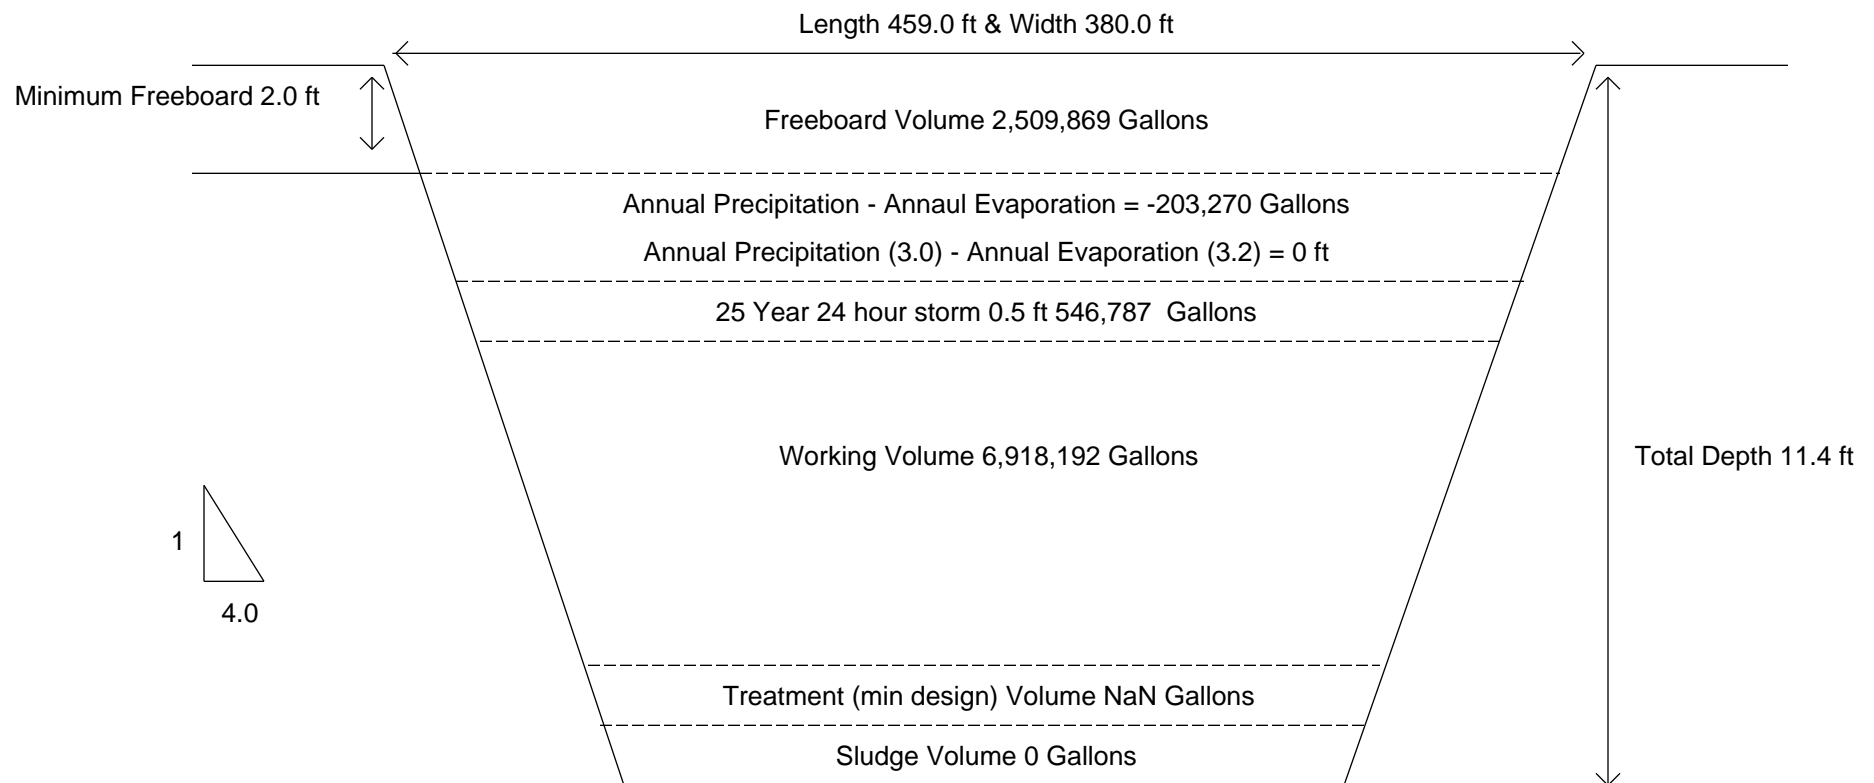 Length 459.0 ft & Width 380.0 ft
Minimum Freeboard 2.0 ft
Freeboard Volume 2,509,869 Gallons
Annual Precipitation - Annaul Evaporation = -203,270 Gallons
Annual Precipitation (3.0) - Annual Evaporation (3.2) = 0 ft
25 Year 24 hour storm 0.5 ft 546,787  Gallons
Working Volume 6,918,192 Gallons
Total Depth 11.4 ft
1
4.0
Treatment (min design) Volume NaN Gallons
Sludge Volume 0 Gallons